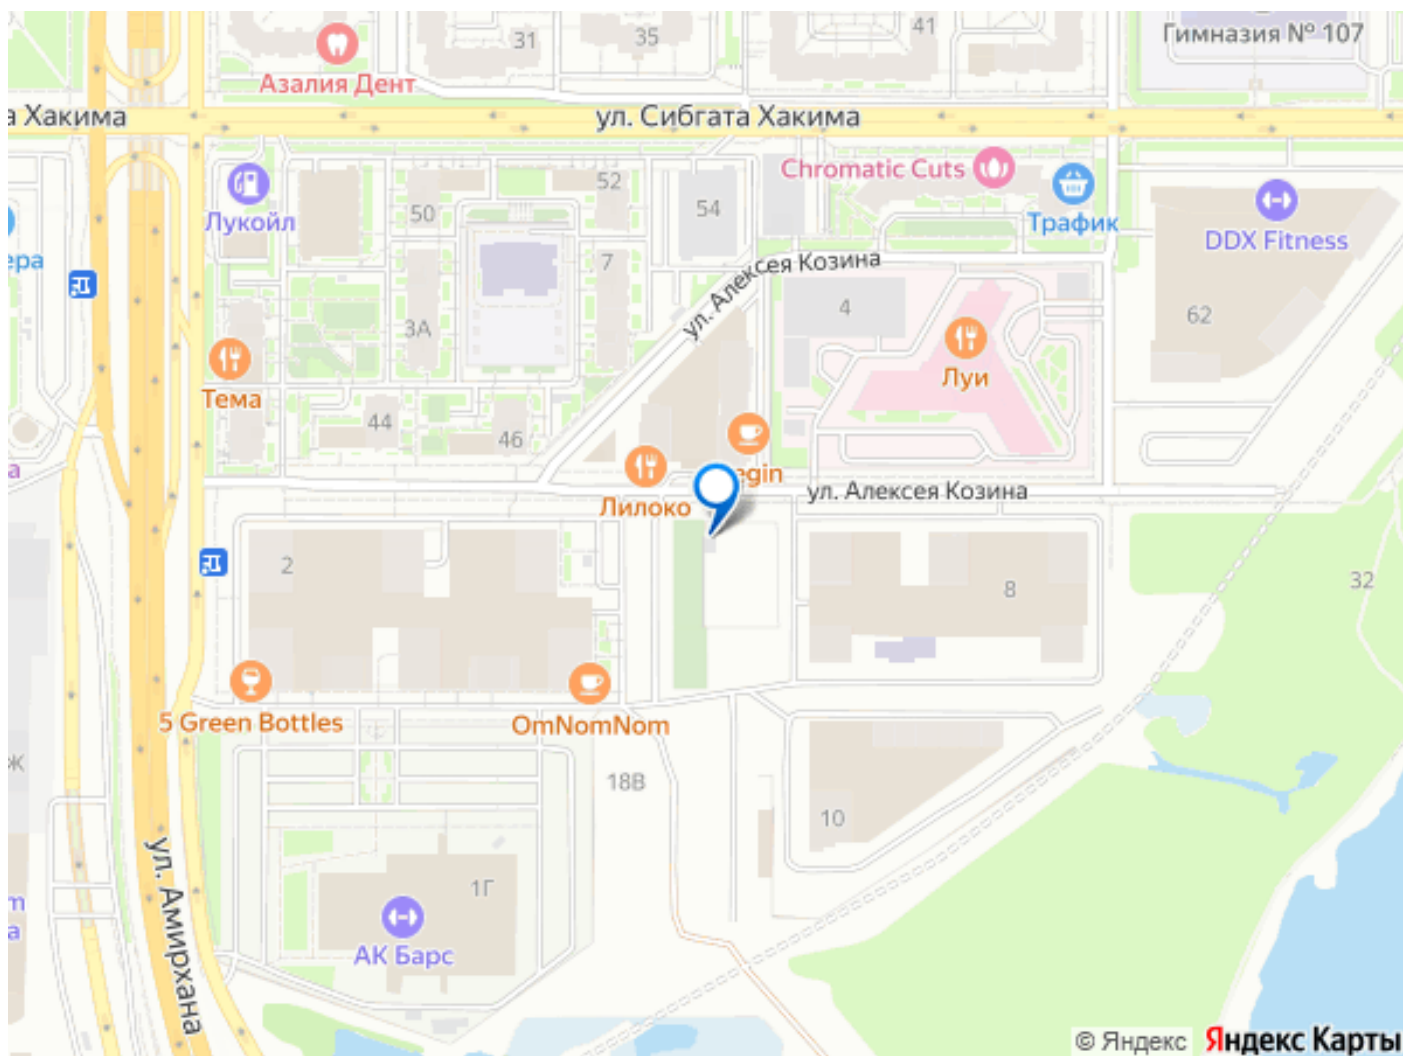 31
35
41
Гимназия № 107
Азалия Дент
а Хакима
ул. Сибгата Хакима
Chromatic Cuts
52
50
54
Лукойл
Трафик
DDX Fitness
ера
7
ул. Алексея Козина
4
62
3А
Луи
Тема
44
46
а
egin
Лилоко
ул. Алексея Козина
2
8
32
5 Green Bottles
OmNomNom
Ж
18В
10
ул. Амирхана
1Г
m
а
АК Барс
© Яндекс Яндекс Карты